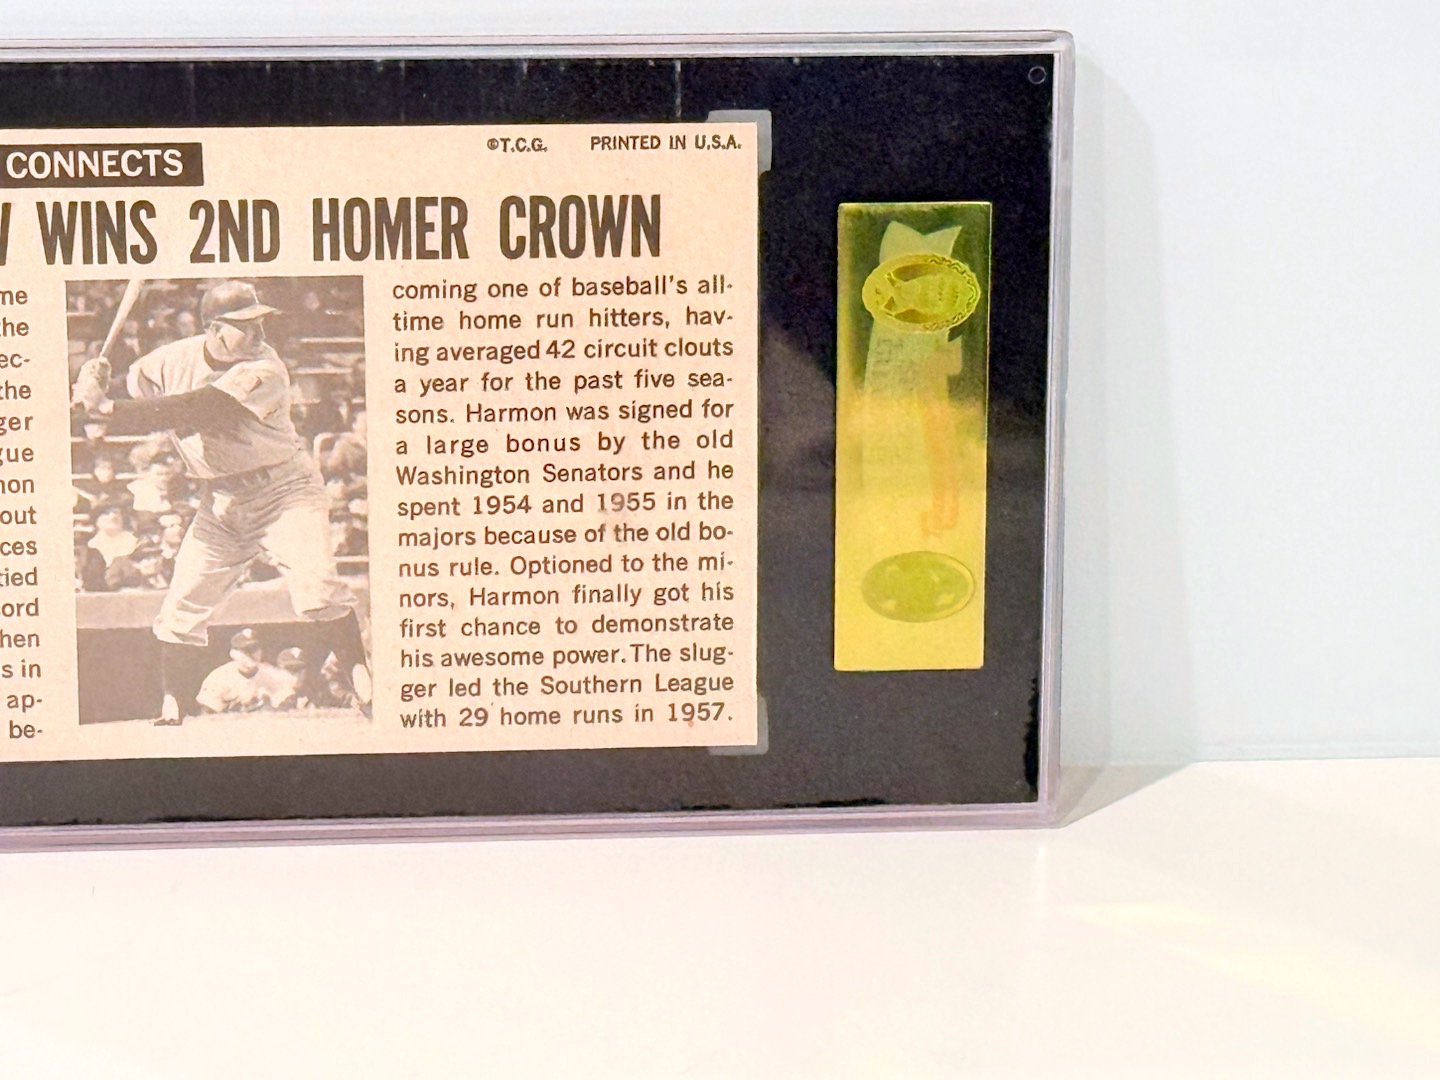 CONNECTS
©T.C.G. PRINTED IN U.S.A.
WINS 2ND HOMER CROWN
me
the
ec-
the
ger
gue
mon
out
ces
tied
ord
hen
s in
ap-
be-
coming one of baseball's all-
time home run hitters, hav-
ing averaged 42 circuit clouts
a year for the past five sea-
sons. Harmon was signed for
a large bonus by the old
Washington Senators and he
spent 1954 and 1955 in the
majors because of the old bo-
nus rule. Optioned to the mi-
nors, Harmon finally got his
first chance to demonstrate
his awesome power. The slug-
ger led the Southern League
with 29 home runs in 1957.